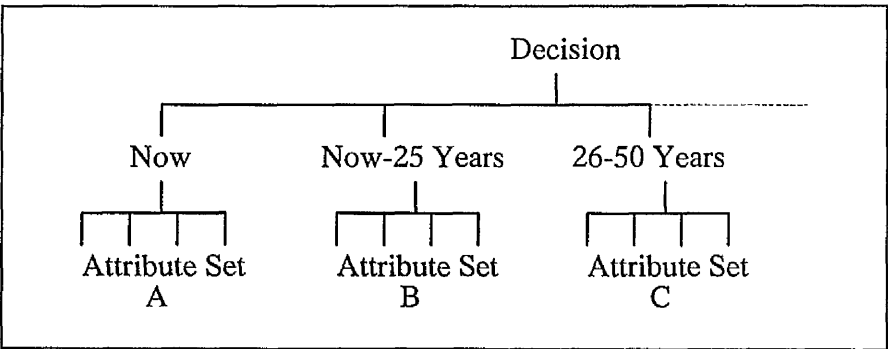 Decision
Now Now-25 Years 26-50 Years
Attribute Set Attribute Set Attribute Set
A B C